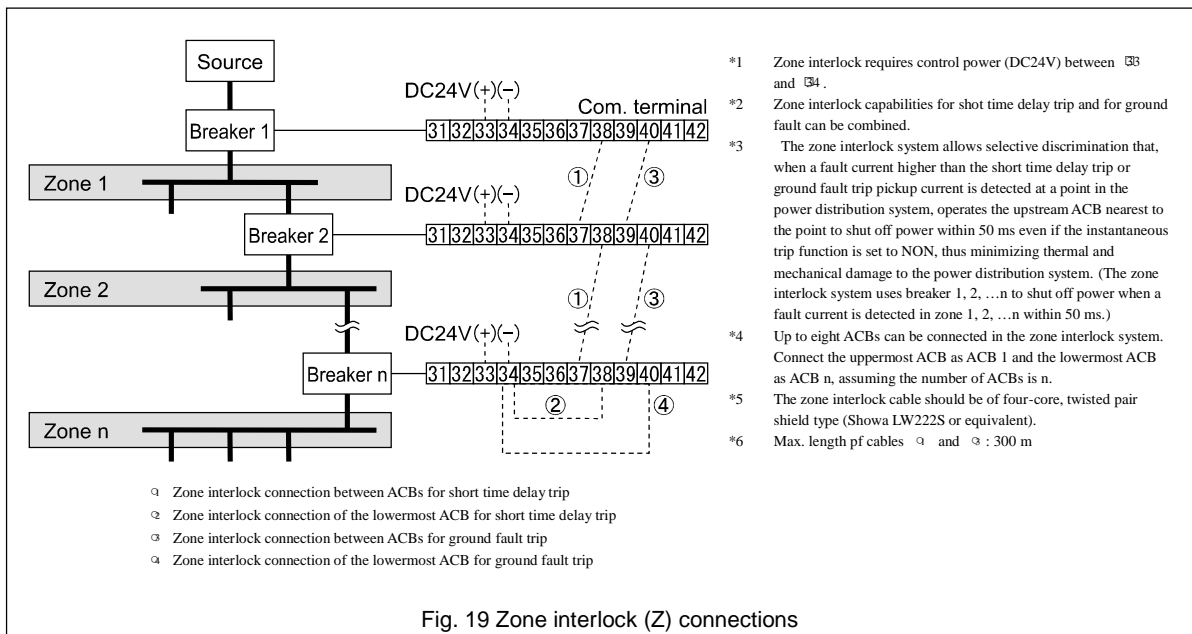 Source
Breaker 1
Zone 1
Breaker 2
Zone 2
Breaker n
Zone n
DC24V(+)(−)
Com. terminal
31 32 33 34 35 36 37 38 39 40 41 42
① ③
DC24V(+)(−)
31 32 33 34 35 36 37 38 39 40 41 42
① ③
DC24V(+)(−)
31 32 33 34 35 36 37 38 39 40 41 42
② ④
*1 Zone interlock requires control power (DC24V) between 33
and 34 .
*2 Zone interlock capabilities for shot time delay trip and for ground
fault can be combined.
*3 The zone interlock system allows selective discrimination that,
when a fault current higher than the short time delay trip or
ground fault trip pickup current is detected at a point in the
power distribution system, operates the upstream ACB nearest to
the point to shut off power within 50 ms even if the instantaneous
trip function is set to NON, thus minimizing thermal and
mechanical damage to the power distribution system. (The zone
interlock system uses breaker 1, 2, …n to shut off power when a
fault current is detected in zone 1, 2, …n within 50 ms.)
*4 Up to eight ACBs can be connected in the zone interlock system.
Connect the uppermost ACB as ACB 1 and the lowermost ACB
as ACB n, assuming the number of ACBs is n.
*5 The zone interlock cable should be of four-core, twisted pair
shield type (Showa LW222S or equivalent).
*6 Max. length pf cables ① and ③ : 300 m
① Zone interlock connection between ACBs for short time delay trip
② Zone interlock connection of the lowermost ACB for short time delay trip
③ Zone interlock connection between ACBs for ground fault trip
④ Zone interlock connection of the lowermost ACB for ground fault trip
Fig. 19 Zone interlock (Z) connections